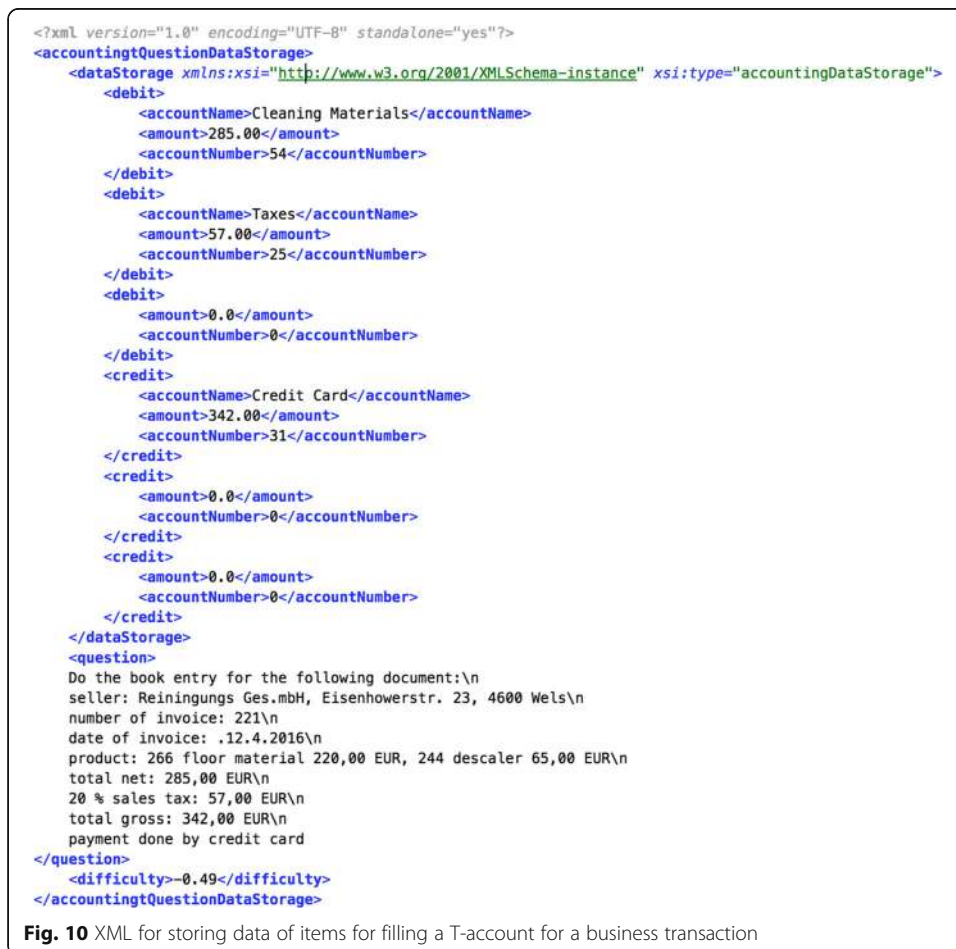 <?xml version="1.0" encoding="UTF-8" standalone="yes"?>
<accountingtQuestionDataStorage>
<dataStorage xmlns:xsi="http://www.w3.org/2001/XMLSchema-instance" xsi:type="accountingDataStorage">
<debit>
<accountName>Cleaning Materials</accountName>
<amount>285.00</amount>
<accountNumber>54</accountNumber>
</debit>
<debit>
<accountName>Taxes</accountName>
<amount>57.00</amount>
<accountNumber>25</accountNumber>
</debit>
<debit>
<amount>0.0</amount>
<accountNumber>0</accountNumber>
</debit>
<credit>
<accountName>Credit Card</accountName>
<amount>342.00</amount>
<accountNumber>31</accountNumber>
</credit>
<credit>
<amount>0.0</amount>
<accountNumber>0</accountNumber>
</credit>
<credit>
<amount>0.0</amount>
<accountNumber>0</accountNumber>
</credit>
</dataStorage>
<question>
Do the book entry for the following document:\n
seller: Reiningungs Ges.mbH, Eisenhowerstr. 23, 4600 Wels\n
number of invoice: 221\n
date of invoice: .12.4.2016\n
product: 266 floor material 220,00 EUR, 244 descaler 65,00 EUR\n
total net: 285,00 EUR\n
20 % sales tax: 57,00 EUR\n
total gross: 342,00 EUR\n
payment done by credit card
</question>
<difficulty>-0.49</difficulty>
</accountingtQuestionDataStorage>
Fig. 10 XML for storing data of items for filling a T-account for a business transaction